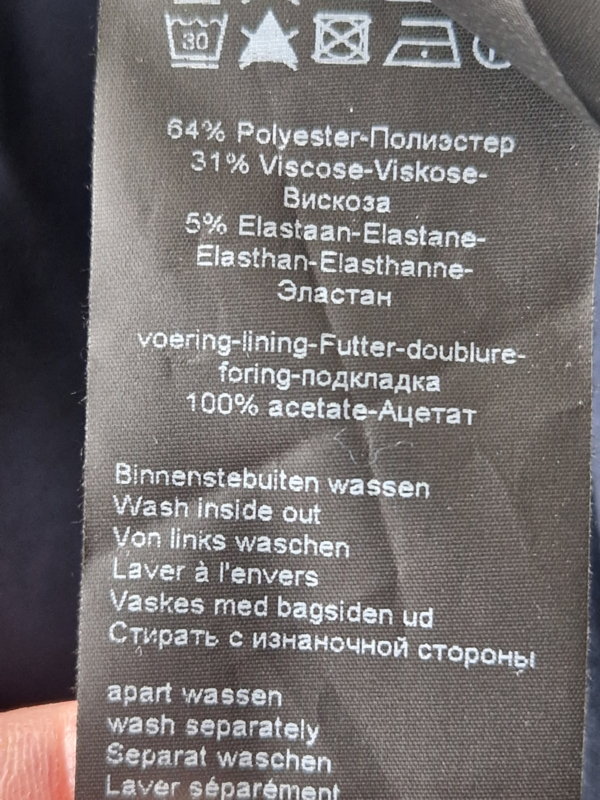 30
64% Polyester-Полиэстер
31% Viscose-Viskose-
Вискоза
5% Elastaan-Elastane-
Elasthan-Elasthanne-
Эластан
voering-lining-Futter-doublure-
foring-подкладка
100% acetate-Ацетат
Binnenstebuiten wassen
Wash inside out
Von links waschen
Laver à l'envers
Vaskes med bagsiden ud
Стирать с изнаночной стороны
apart wassen
wash separately
Separat waschen
Laver séparément